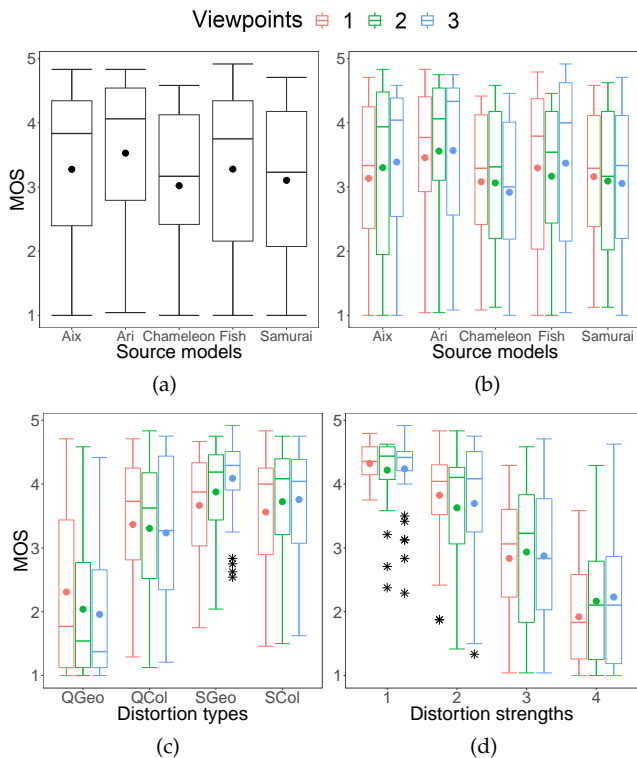 Viewpoints 1 2 3
MOS
5
4
3
2
1
Aix Ari Chameleon Fish Samurai
Source models
(a)
5
4
3
2
1
Aix Ari Chameleon Fish Samurai
Source models
(b)
MOS
5
4
3
2
1
QGeo QCol SGeo SCol
Distortion types
(c)
5
4
3
2
1
1 2 3 4
Distortion strengths
(d)